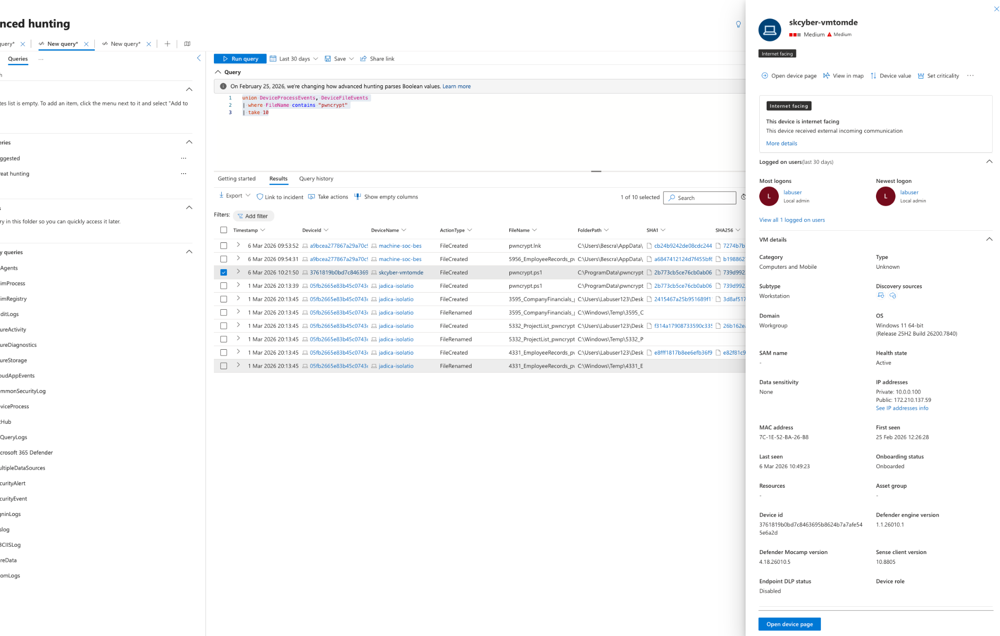 nced hunting
query*
New query*
New query*
Queries
...
h
tes list is empty. To add an item, click the menu next to it and select "Add to
eries
ggested
...
reat hunting
...
s
ry in this folder so you can quickly access it later.
y queries
Agents
imProcess
imRegistry
ditLogs
ureActivity
ureDiagnostics
ureStorage
oudAppEvents
ommonSecurityLog
eviceProcess
tHub
QueryLogs
crosoft 365 Defender
ultipleDataSources
curityAlert
curityEvent
gninLogs
slog
3CIISLog
reData
omLogs
Run query
Last 30 days
Save
Share link
Query
On February 25, 2026, we're changing how advanced hunting parses Boolean values. Learn more
1 union DeviceProcessEvents, DeviceFileEvents
2 | where FileName contains "pwncrypt"
3 | take 10
Getting started Results Query history
Export Link to incident Take actions Show empty columns 1 of 10 selected Search
Filters: Add filter
Timestamp DeviceId DeviceName ActionType FileName FolderPath SHA1 SHA256
6 Mar 2026 09:53:52 a9bcea277867a29a70c9 machine-soc-bes FileCreated pwncrypt.lnk C:\Users\Bescra\AppData\ cb24b9242de08cdc244 7274b7b
6 Mar 2026 09:54:31 a9bcea277867a29a70c9 machine-soc-bes FileCreated 5956_EmployeeRecords_p C:\Users\Bescra\AppData\ a6847412124d7f455bf6 b198862
6 Mar 2026 10:21:50 3761819b0bd7c846369 skcyber-vmtomde FileCreated pwncrypt.ps1 C:\ProgramData\pwncrypt 2b773cb5ce76cb0ab06 739d992
1 Mar 2026 20:13:39 05fb2665e83b45c0743 jadica-isolatio FileCreated pwncrypt.ps1 C:\ProgramData\pwncrypt 2b773cb5ce76cb0ab06 739d992
1 Mar 2026 20:13:45 05fb2665e83b45c0743 jadica-isolatio FileCreated 3595_CompanyFinancials_ C:\Users\Labuser123\Desk 2415467a25b951689f1 3d8af517
1 Mar 2026 20:13:45 05fb2665e83b45c0743 jadica-isolatio FileRenamed 3595_CompanyFinancials_ C:\Windows\Temp\3595_C
1 Mar 2026 20:13:45 05fb2665e83b45c0743 jadica-isolatio FileCreated 5332_ProjectList_pwncrypt C:\Users\Labuser123\Desk f314a17908733590c335 26b162e
1 Mar 2026 20:13:45 05fb2665e83b45c0743 jadica-isolatio FileRenamed 5332_ProjectList_pwncrypt C:\Windows\Temp\5332_P
1 Mar 2026 20:13:45 05fb2665e83b45c0743 jadica-isolatio FileCreated 4331_EmployeeRecords_p C:\Users\Labuser123\Desk e8fff1817b8ee6efb36f9 e82f81c9
1 Mar 2026 20:13:45 05fb2665e83b45c0743 jadica-isolatio FileRenamed 4331_EmployeeRecords_p C:\Windows\Temp\4331_E
skcyber-vmtomde
Medium Medium
Internet facing
Open device page View in map Device value Set criticality ...
Internet facing
This device is internet facing
This device received external incoming communication
More details
Logged on users(last 30 days)
Most logons Newest logon
L labuser L labuser
Local admin Local admin
View all 1 logged on users
VM details
Category Type
Computers and Mobile Unknown
Subtype Discovery sources
Workstation
Domain OS
Workgroup Windows 11 64-bit
(Release 25H2 Build 26200.7840)
SAM name Health state
- Active
Data sensitivity IP addresses
None Private: 10.0.0.100
Public: 172.210.137.59
See IP addresses info
MAC address First seen
7C-1E-52-BA-26-B8 25 Feb 2026 12:26:28
Last seen Onboarding status
6 Mar 2026 10:49:23 Onboarded
Resources Asset group
- -
Device id Defender engine version
3761819b0bd7c8463695b8624b7a7afe54 1.1.26010.1
5e6a2d
Defender Mocamp version Sense client version
4.18.26010.5 10.8805
Endpoint DLP status Device role
Disabled
Open device page